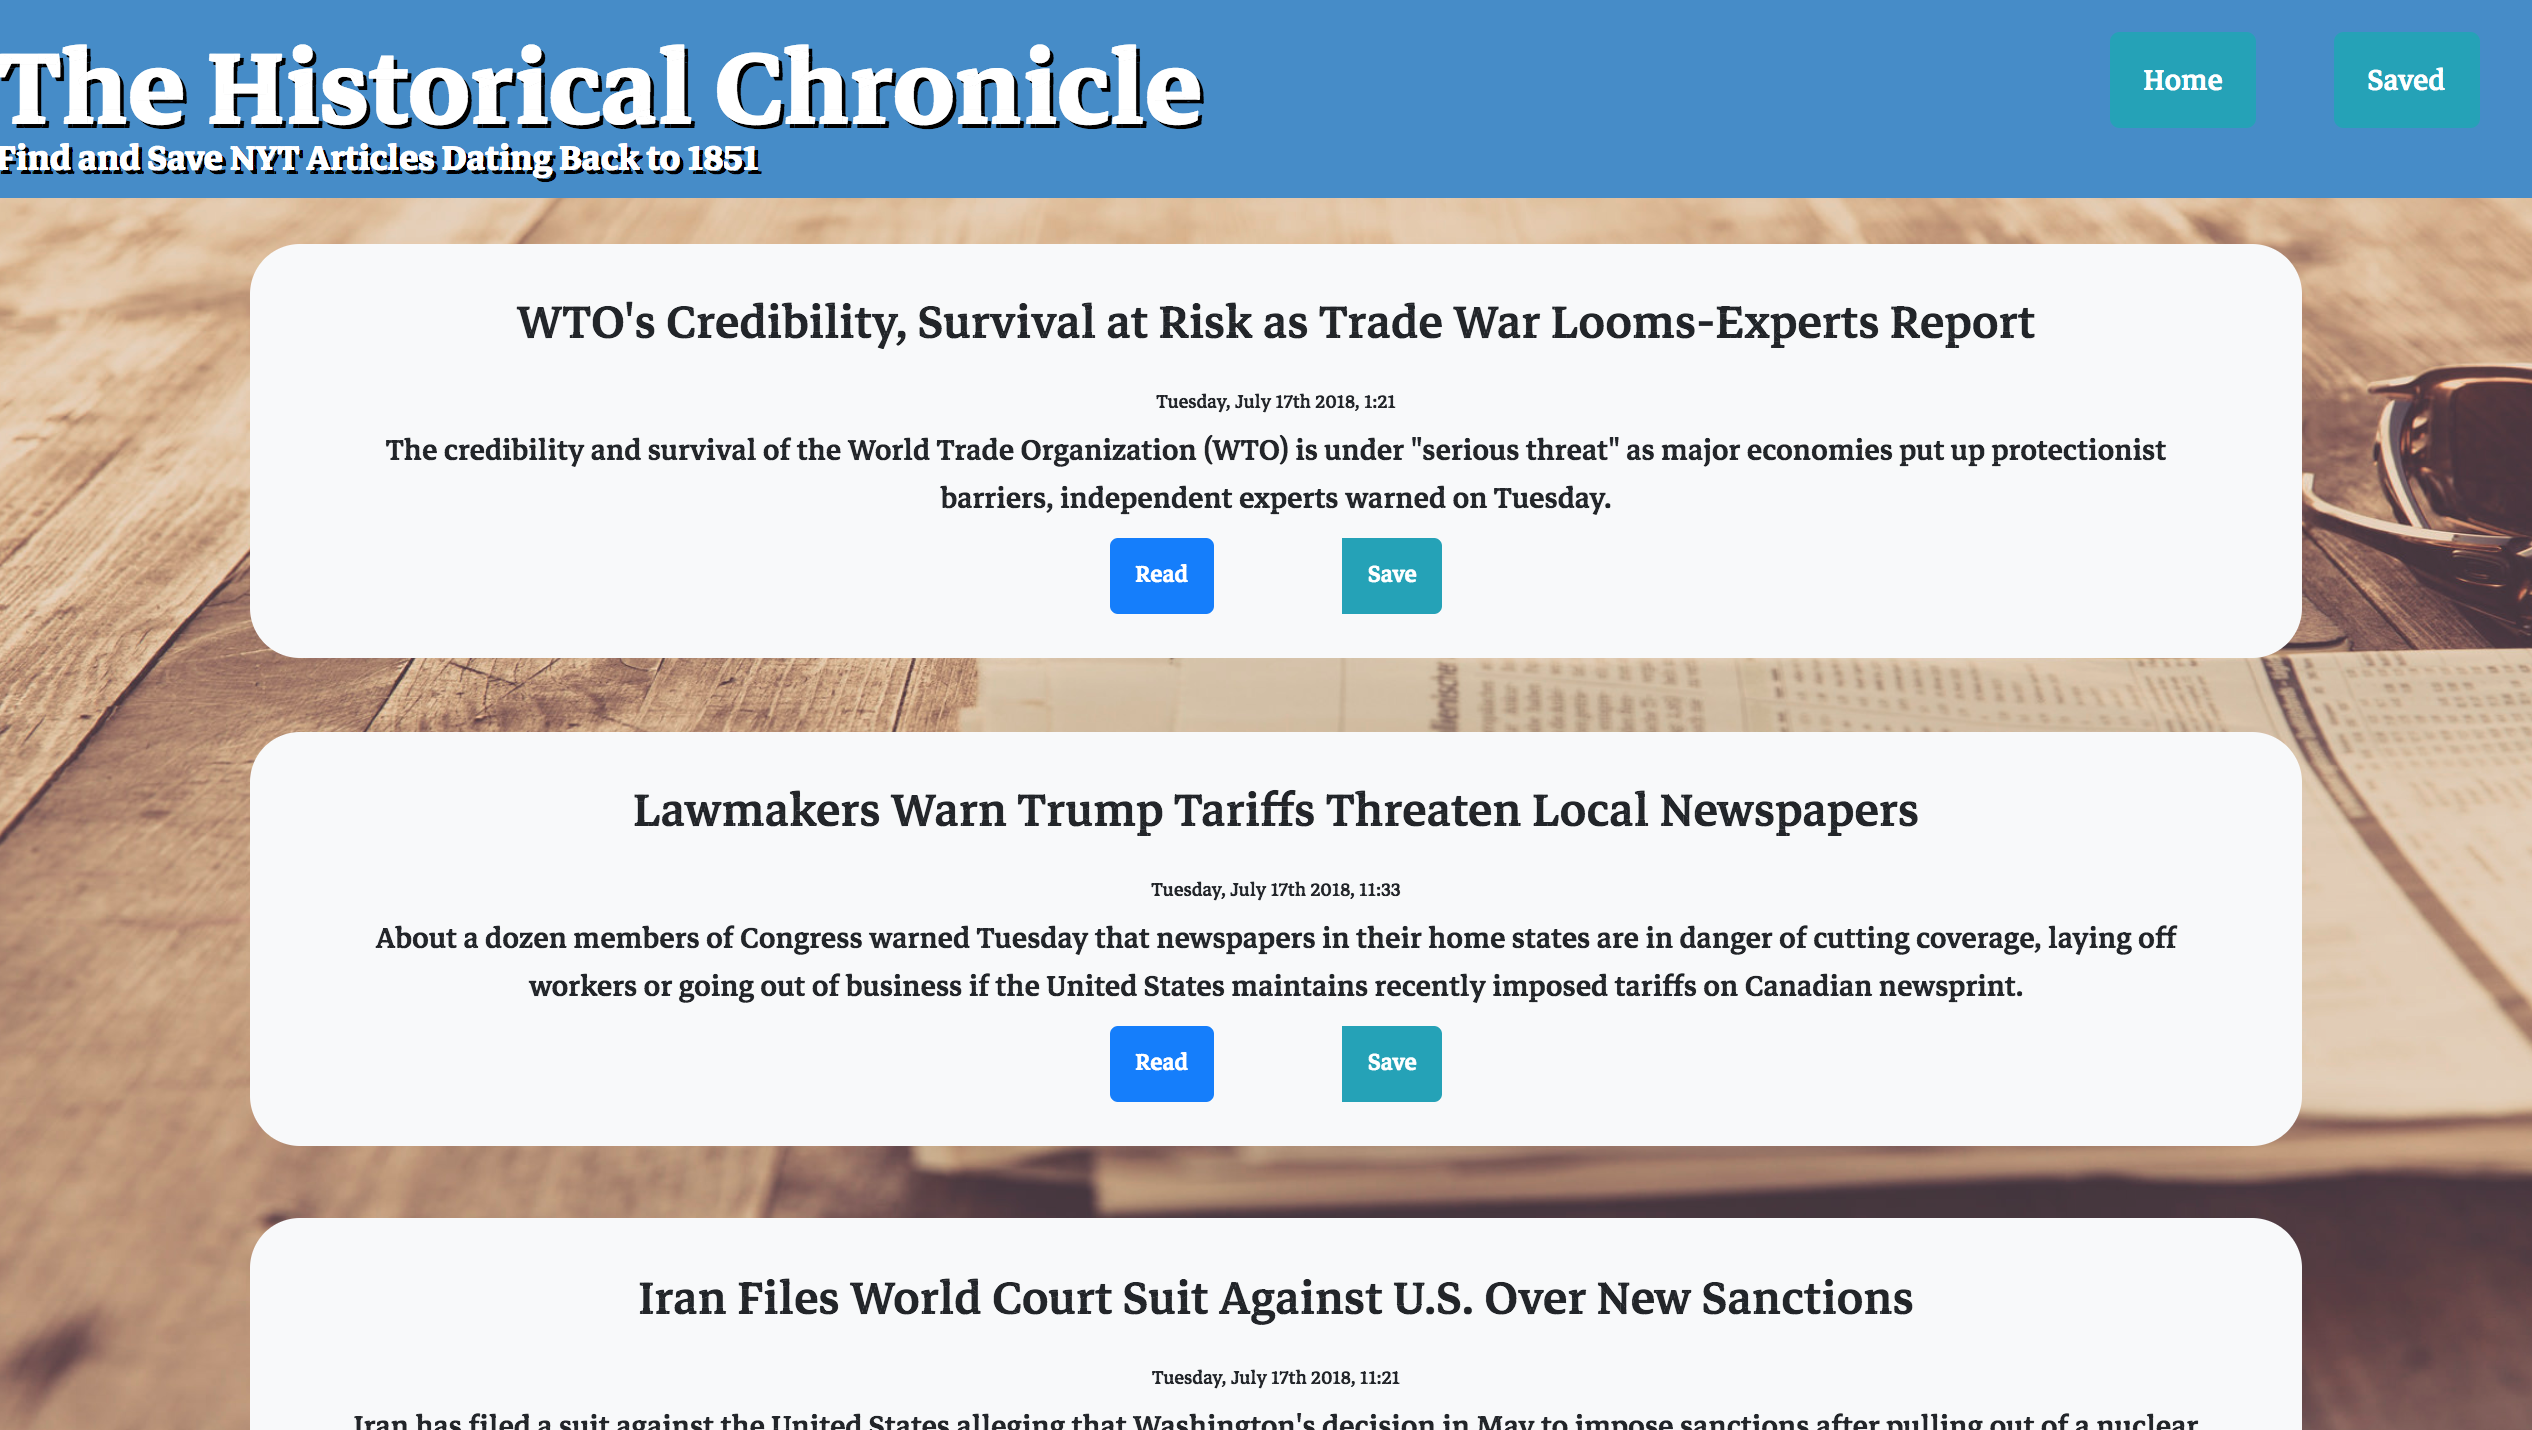 The Historical Chronicle
Find and Save NYT Articles Dating Back to 1851
Home
Saved
WTO's Credibility, Survival at Risk as Trade War Looms-Experts Report
Tuesday, July 17th 2018, 1:21
The credibility and survival of the World Trade Organization (WTO) is under "serious threat" as major economies put up protectionist
barriers, independent experts warned on Tuesday.
Read
Save
Lawmakers Warn Trump Tariffs Threaten Local Newspapers
Tuesday, July 17th 2018, 11:33
About a dozen members of Congress warned Tuesday that newspapers in their home states are in danger of cutting coverage, laying off
workers or going out of business if the United States maintains recently imposed tariffs on Canadian newsprint.
Read
Save
Iran Files World Court Suit Against U.S. Over New Sanctions
Tuesday, July 17th 2018, 11:21
Iran has filed a suit against the United States alleging that Washington's decision in May to impose sanctions after pulling out of a nuclear